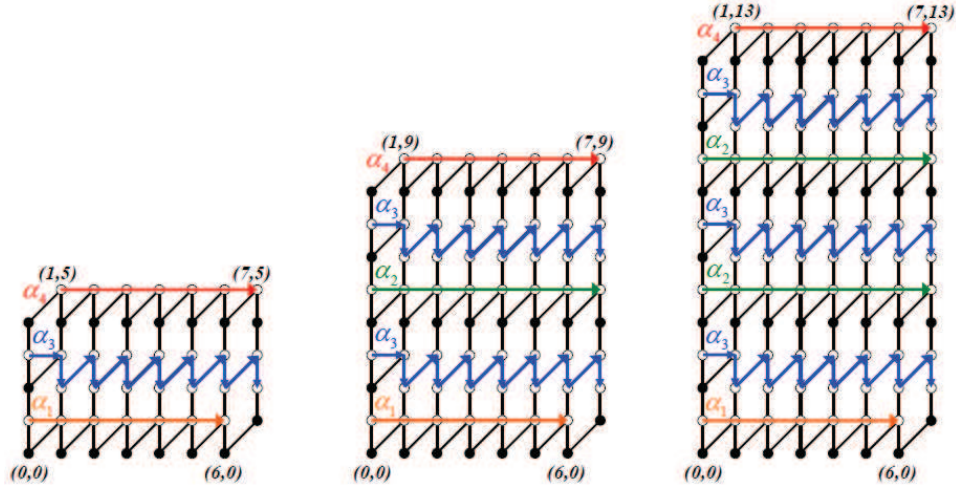 (1,13) (7,13)
α4
α3
(1,9) (7,9)
α4
α2
α3
α3
(1,5) (7,5)
α4
α2
α2
α3
α3
α3
α1
α1
α1
(0,0) (6,0)
(0,0) (6,0)
(0,0) (6,0)